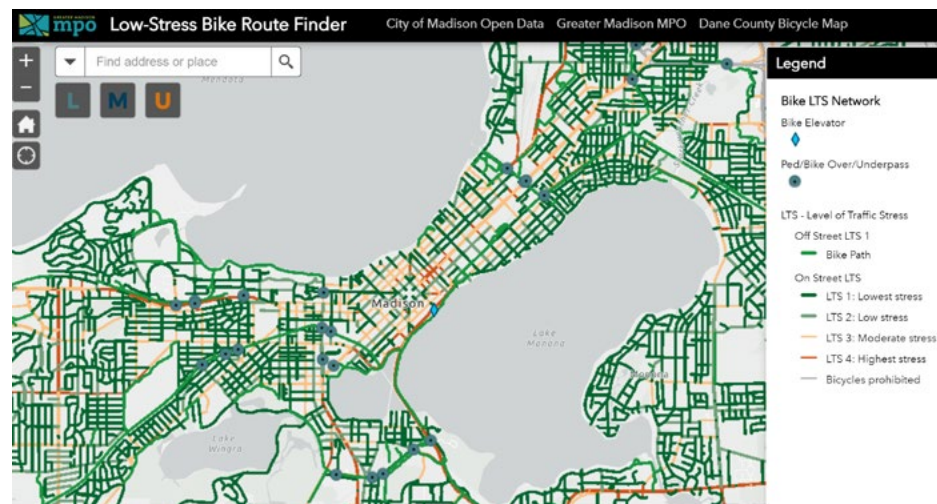 GREATER MADISON
mpo
Low-Stress Bike Route Finder
City of Madison Open Data
Greater Madison MPO
Dane County Bicycle Map
+
Find address or place
−
L M U
Mendota
Madison
Lake
Monona
Monona
Lake
Wingra
Legend
Bike LTS Network
Bike Elevator
Ped/Bike Over/Underpass
LTS - Level of Traffic Stress
Off Street LTS 1
Bike Path
On Street LTS
LTS 1: Lowest stress
LTS 2: Low stress
LTS 3: Moderate stress
LTS 4: Highest stress
Bicycles prohibited